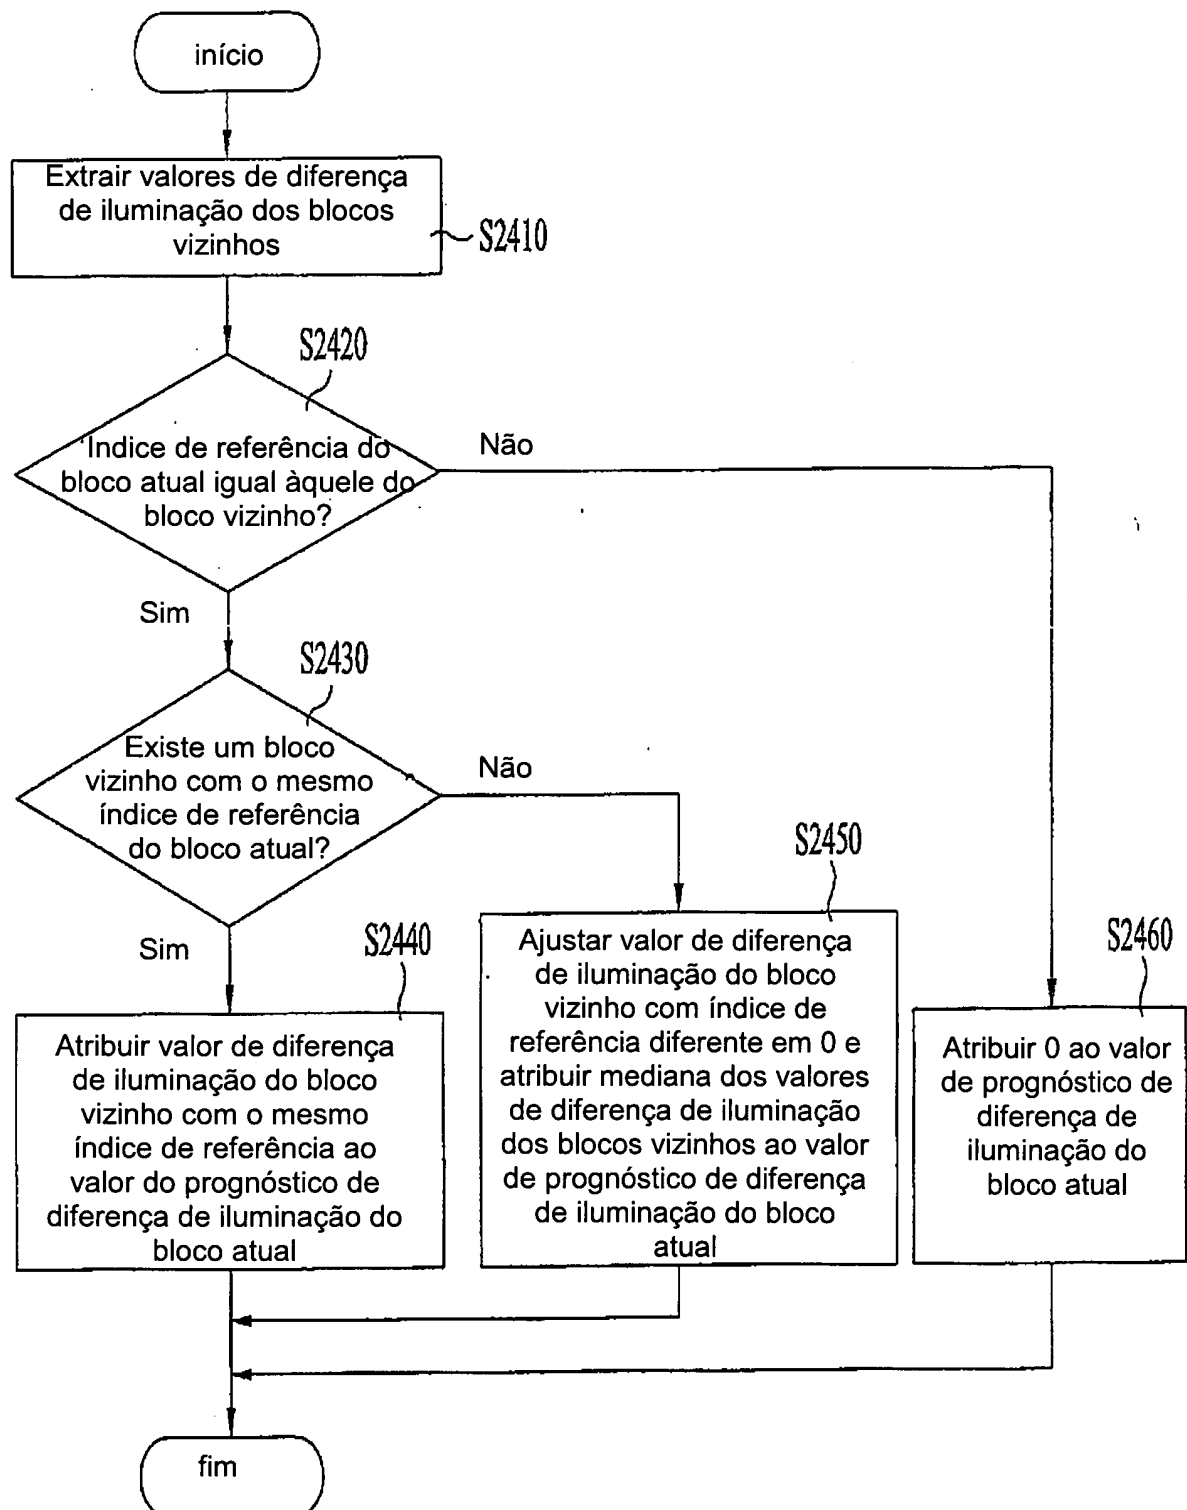 início
Extrair valores de diferença
de iluminação dos blocos
vizinhos
S2410
S2420
Indice de referência do
bloco atual igual àquele do
bloco vizinho?
Não
Sim
S2430
Existe um bloco
vizinho com o mesmo
índice de referência
do bloco atual?
Não
Sim
S2440
Atribuir valor de diferença
de iluminação do bloco
vizinho com o mesmo
índice de referência ao
valor do prognóstico de
diferença de iluminação do
bloco atual
S2450
Ajustar valor de diferença
de iluminação do bloco
vizinho com índice de
referência diferente em 0 e
atribuir mediana dos valores
de diferença de iluminação
dos blocos vizinhos ao valor
de prognóstico de diferença
de iluminação do bloco
atual
S2460
Atribuir 0 ao valor
de prognóstico de
diferença de
iluminação do
bloco atual
fim